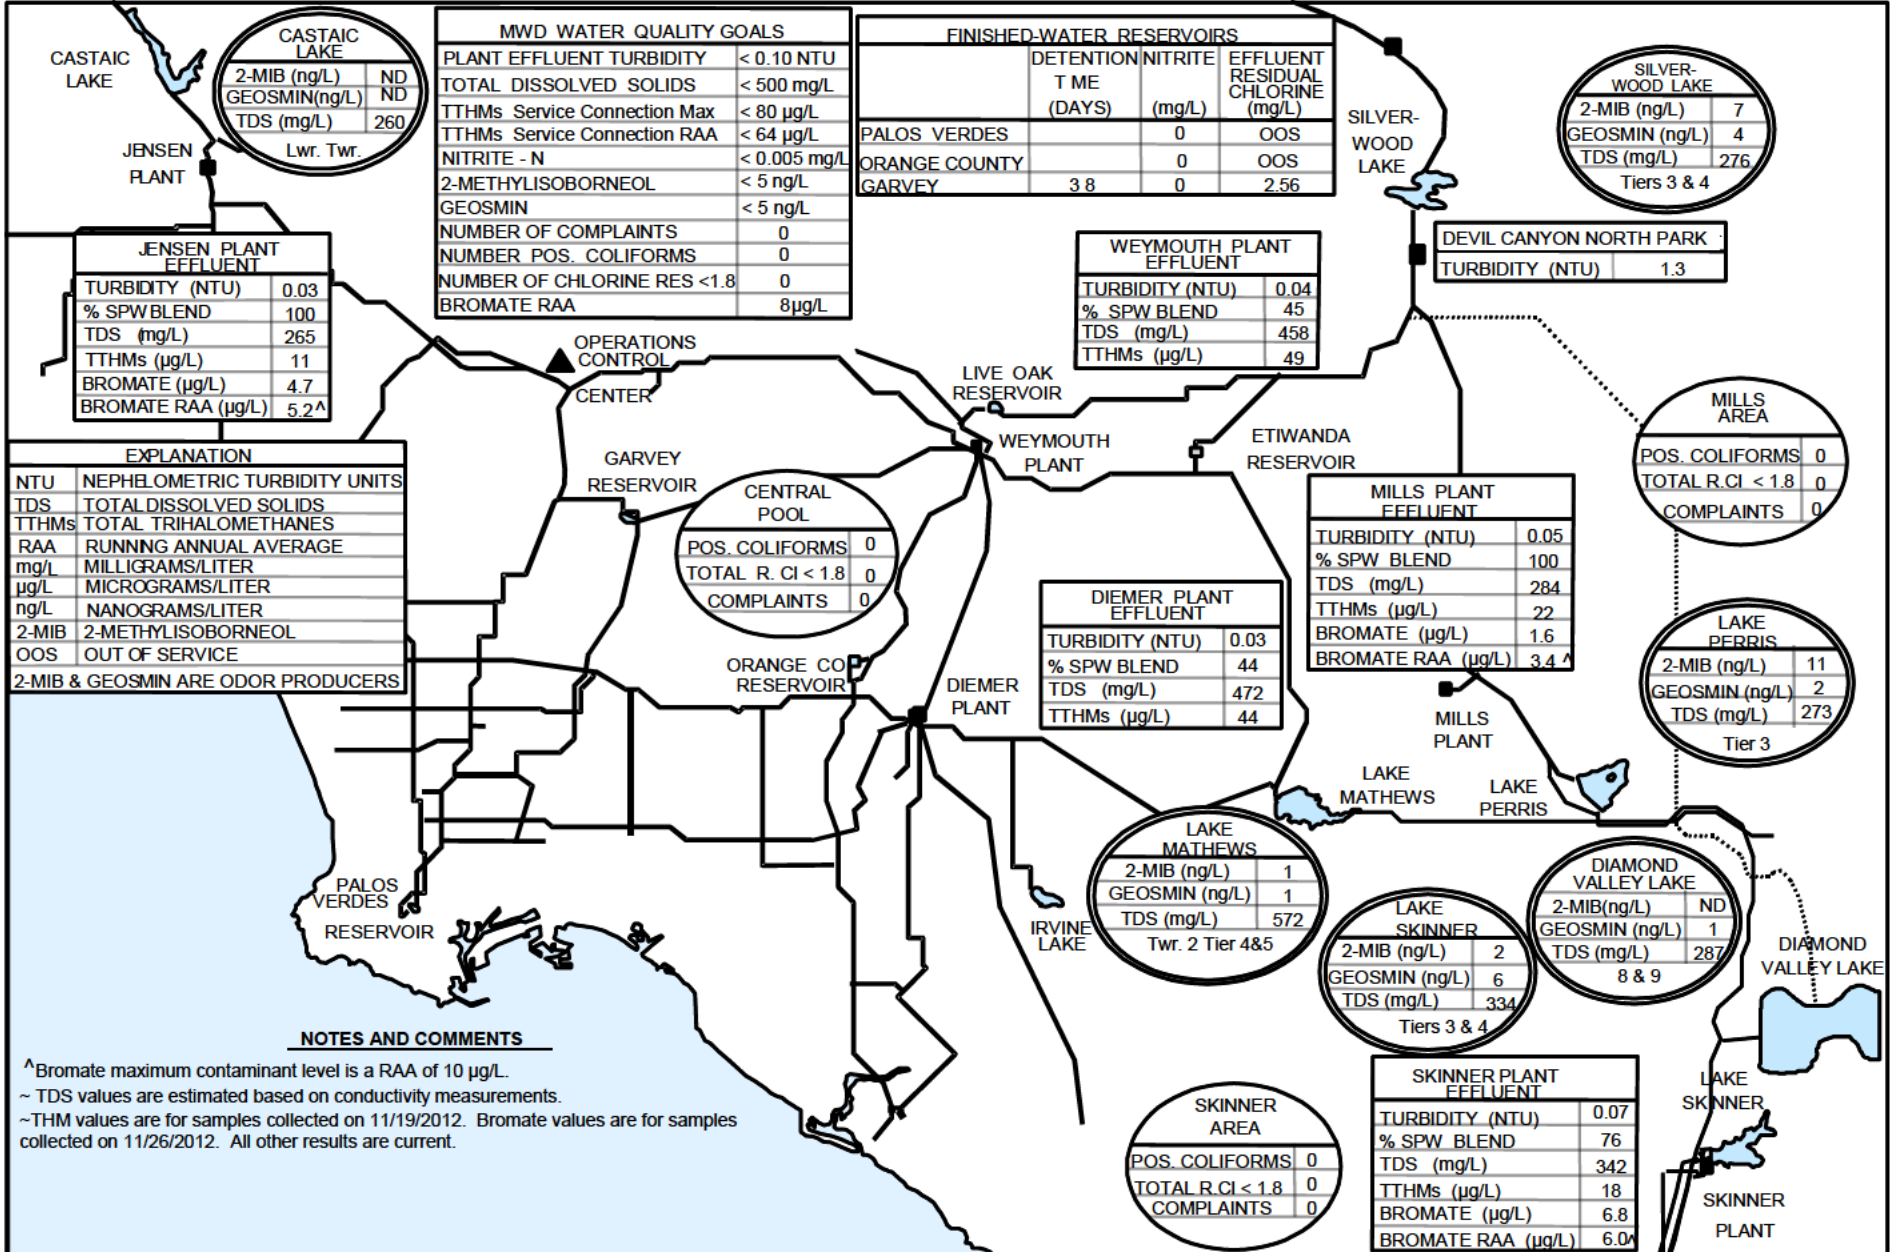 CASTAIC
LAKE
CASTAIC
LAKE
2-MIB (ng/L) ND
GEOSMIN(ng/L) ND
TDS (mg/L) 260
Lwr. Twr.
JENSEN
PLANT
MWD WATER QUALITY GOALS
PLANT EFFLUENT TURBIDITY < 0.10 NTU
TOTAL DISSOLVED SOLIDS < 500 mg/L
TTHMs Service Connection Max < 80 µg/L
TTHMs Service Connection RAA < 64 µg/L
NITRITE - N < 0.005 mg/L
2-METHYLISOBORNEOL < 5 ng/L
GEOSMIN < 5 ng/L
NUMBER OF COMPLAINTS 0
NUMBER POS. COLIFORMS 0
NUMBER OF CHLORINE RES <1.8 0
BROMATE RAA 8µg/L
FINISHED-WATER RESERVOIRS
DETENTION NITRITE EFFLUENT
RESIDUAL
T ME CHLORINE
(DAYS) (mg/L) (mg/L)
PALOS VERDES 0 OOS
ORANGE COUNTY 0 OOS
GARVEY 3 8 0 2.56
SILVER-
WOOD
LAKE
SILVER-
WOOD LAKE
2-MIB (ng/L) 7
GEOSMIN (ng/L) 4
TDS (mg/L) 276
Tiers 3 & 4
DEVIL CANYON NORTH PARK
TURBIDITY (NTU) 1.3
JENSEN PLANT
EFFLUENT
TURBIDITY (NTU) 0.03
% SPW BLEND 100
TDS (mg/L) 265
TTHMs (µg/L) 11
BROMATE (µg/L) 4.7
BROMATE RAA (µg/L) 5.2^
WEYMOUTH PLANT
EFFLUENT
TURBIDITY (NTU) 0.04
% SPW BLEND 45
TDS (mg/L) 458
TTHMs (µg/L) 49
OPERATIONS
CONTROL
CENTER
LIVE OAK
RESERVOIR
WEYMOUTH
PLANT
ETIWANDA
RESERVOIR
MILLS
AREA
POS. COLIFORMS 0
TOTAL R.CI < 1.8 0
COMPLAINTS 0
EXPLANATION
NTU NEPHELOMETRIC TURBIDITY UNITS
TDS TOTAL DISSOLVED SOLIDS
TTHMs TOTAL TRIHALOMETHANES
RAA RUNNING ANNUAL AVERAGE
mg/L MILLIGRAMS/LITER
µg/L MICROGRAMS/LITER
ng/L NANOGRAMS/LITER
2-MIB 2-METHYLISOBORNEOL
OOS OUT OF SERVICE
2-MIB & GEOSMIN ARE ODOR PRODUCERS
GARVEY
RESERVOIR
CENTRAL
POOL
POS. COLIFORMS 0
TOTAL R. CI < 1.8 0
COMPLAINTS 0
MILLS PLANT
EFFLUENT
TURBIDITY (NTU) 0.05
% SPW BLEND 100
TDS (mg/L) 284
TTHMs (µg/L) 22
BROMATE (µg/L) 1.6
BROMATE RAA (µg/L) 3.4 ^
DIEMER PLANT
EFFLUENT
TURBIDITY (NTU) 0.03
% SPW BLEND 44
TDS (mg/L) 472
TTHMs (µg/L) 44
LAKE
PERRIS
2-MIB (ng/L) 11
GEOSMIN (ng/L) 2
TDS (mg/L) 273
Tier 3
ORANGE CO
RESERVOIR
DIEMER
PLANT
MILLS
PLANT
LAKE
MATHEWS
LAKE
PERRIS
LAKE
MATHEWS
2-MIB (ng/L) 1
GEOSMIN (ng/L) 1
TDS (mg/L) 572
Twr. 2 Tier 4&5
DIAMOND
VALLEY LAKE
2-MIB(ng/L) ND
GEOSMIN (ng/L) 1
TDS (mg/L) 287
8 & 9
LAKE
SKINNER
2-MIB (ng/L) 2
GEOSMIN (ng/L) 6
TDS (mg/L) 334
Tiers 3 & 4
PALOS
VERDES
RESERVOIR
IRVINE
LAKE
DIAMOND
VALLEY LAKE
NOTES AND COMMENTS
^Bromate maximum contaminant level is a RAA of 10 µg/L.
~ TDS values are estimated based on conductivity measurements.
~THM values are for samples collected on 11/19/2012. Bromate values are for samples
collected on 11/26/2012. All other results are current.
SKINNER
AREA
POS. COLIFORMS 0
TOTAL R.CI < 1.8 0
COMPLAINTS 0
SKINNER PLANT
EFFLUENT
TURBIDITY (NTU) 0.07
% SPW BLEND 76
TDS (mg/L) 342
TTHMs (µg/L) 18
BROMATE (µg/L) 6.8
BROMATE RAA (µg/L) 6.0^
LAKE
SKINNER
SKINNER
PLANT